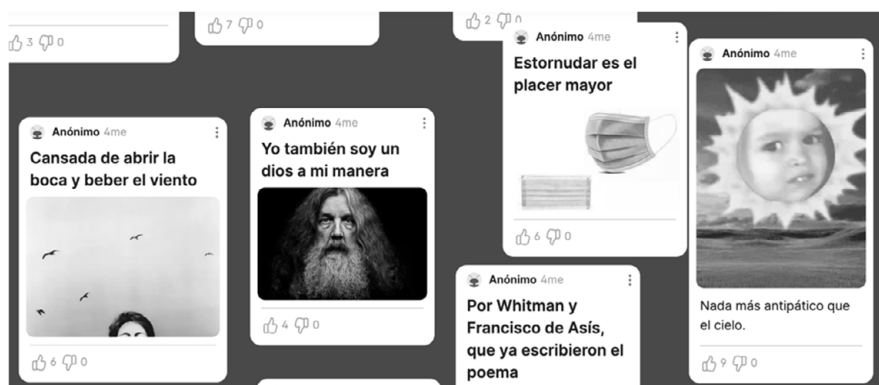 3 0
7 0
2 0
Anónimo 4me
Cansada de abrir la
boca y beber el viento
6 0
Anónimo 4me
Yo también soy un
dios a mi manera
4 0
Anónimo 4me
Estornudar es el
placer mayor
6 0
Anónimo 4me
Por Whitman y
Francisco de Asís,
que ya escribieron el
poema
Anónimo 4me
Nada más antipático que
el cielo.
9 0